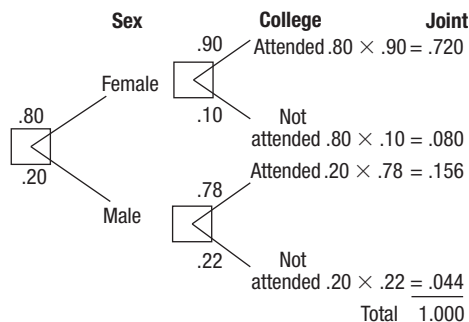 Sex College Joint
.90 Attended .80 × .90 = .720
Female
.80 .10 Not
attended .80 × .10 = .080
.20 Attended .20 × .78 = .156
.78
Male
.22 Not
attended .20 × .22 = .044
Total 1.000